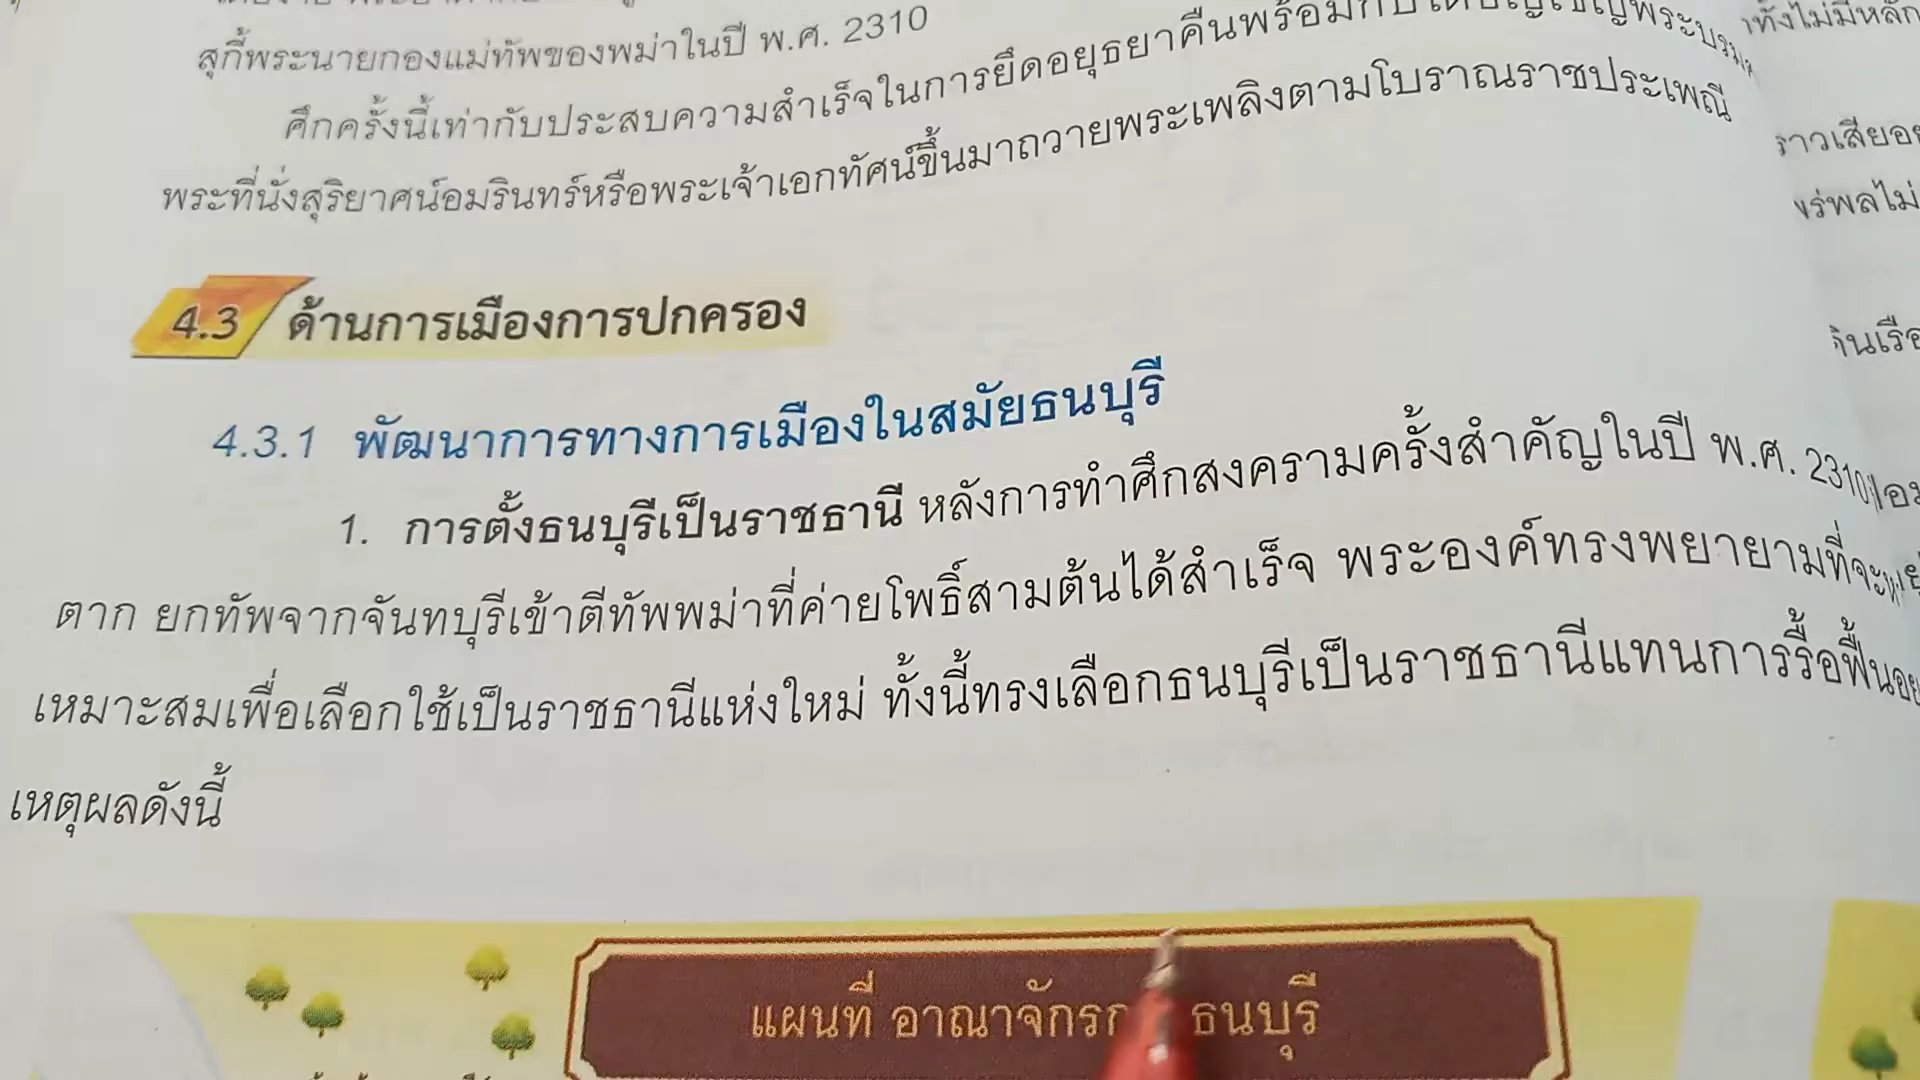 สุกี้พระนายกองแม่ทัพของพม่าในปี พ.ศ. 2310
ศึกครั้งนี้เท่ากับประสบความสำเร็จในการยึดอยุธยาคืนพร้อมกับได้อัญเชิญพระบรม
พระที่นั่งสุริยาศน์อมรินทร์หรือพระเจ้าเอกทัศน์ขึ้นมาถวายพระเพลิงตามโบราณราชประเพณี
4.3 ด้านการเมืองการปกครอง
4.3.1 พัฒนาการทางการเมืองในสมัยธนบุรี
1. การตั้งธนบุรีเป็นราชธานี หลังการทำศึกสงครามครั้งสำคัญในปี พ.ศ. 2310
ตาก ยกทัพจากจันทบุรีเข้าตีทัพพม่าที่ค่ายโพธิ์สามต้นได้สำเร็จ พระองค์ทรงพยายามที่จะ
เหมาะสมเพื่อเลือกใช้เป็นราชธานีแห่งใหม่ ทั้งนี้ทรงเลือกธนบุรีเป็นราชธานีแทนการรื้อฟื้น
เหตุผลดังนี้
แผนที่ อาณาจักร ธนบุรี